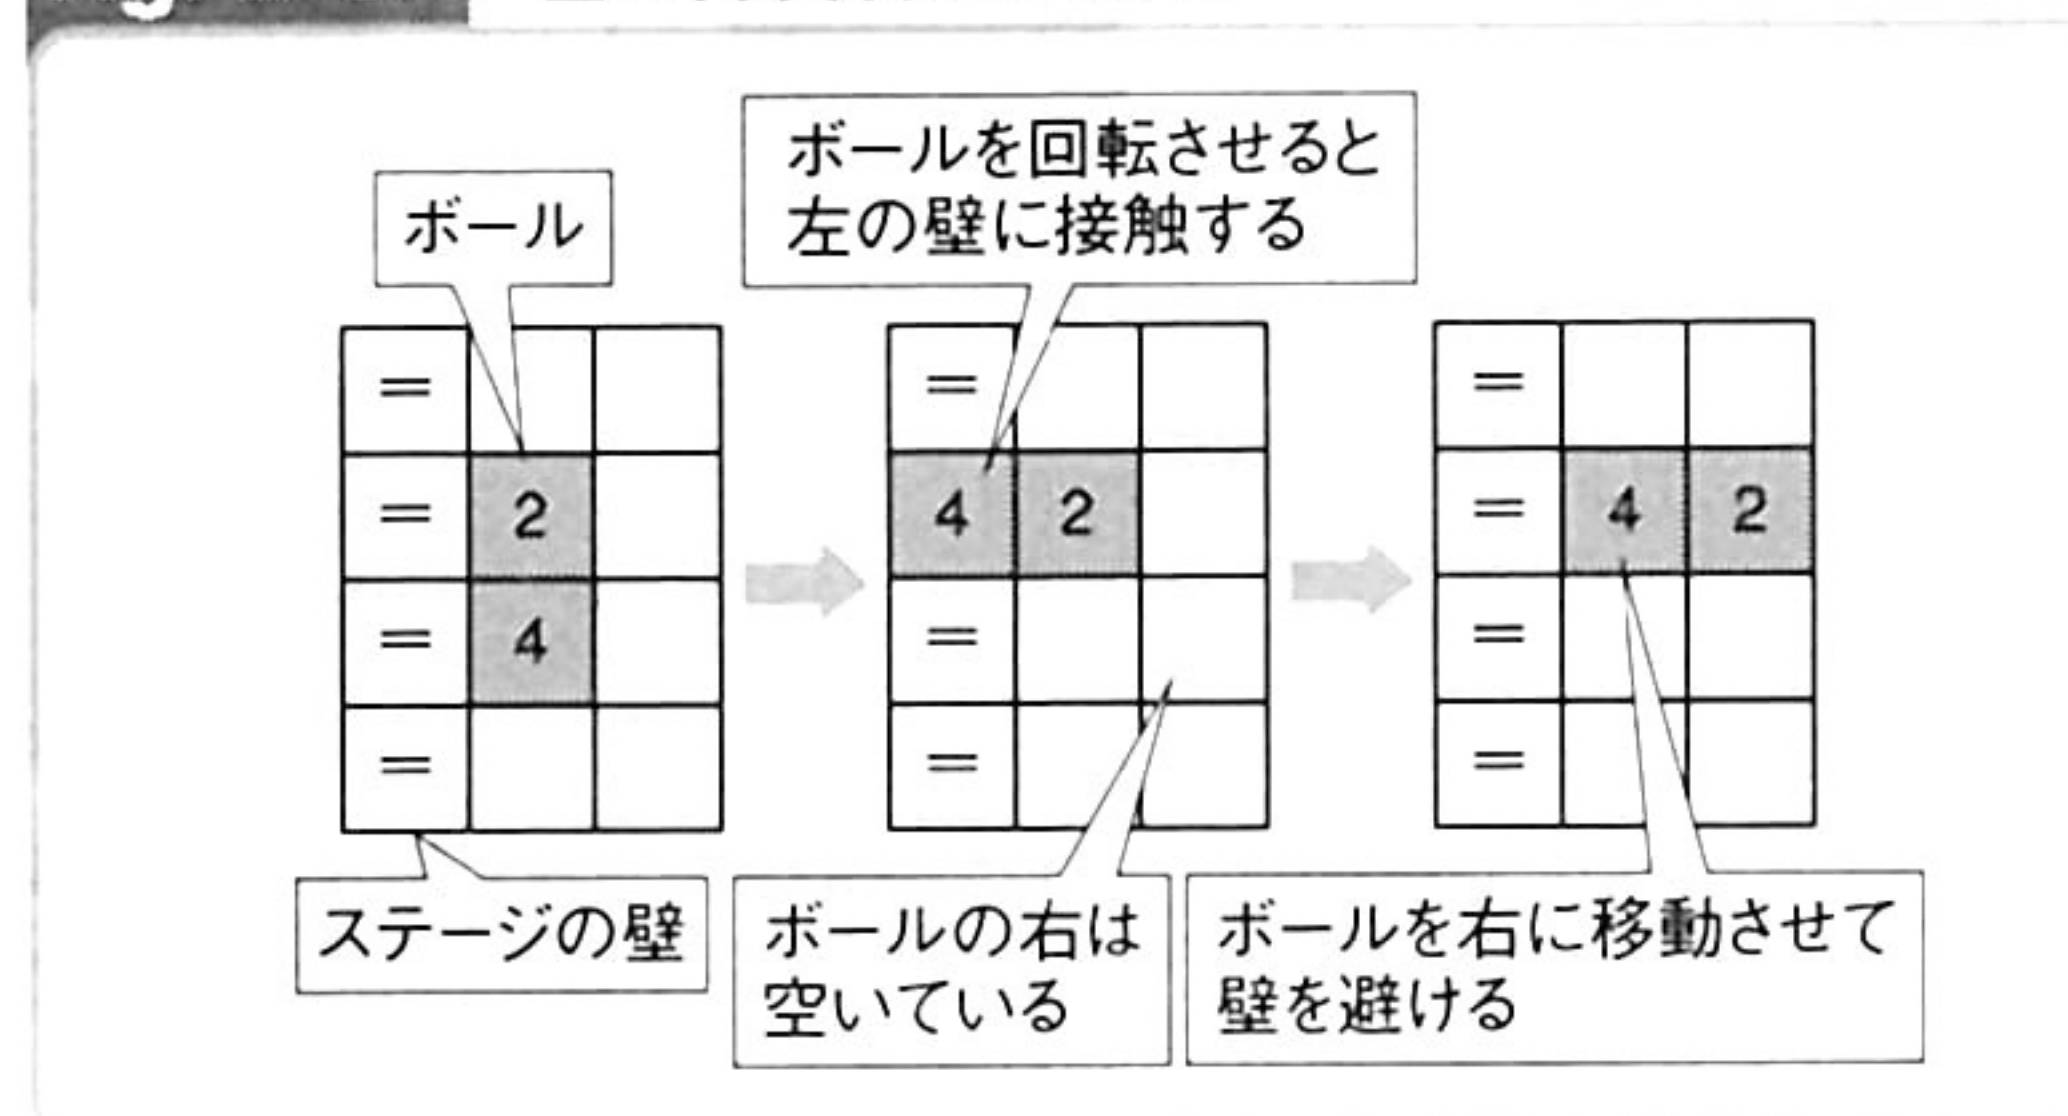 ボール
ボールを回転させると
左の壁に接触する
=
= 2
= 4
=
=
4 2
=
=
=
= 4 2
=
=
ステージの壁
ボールの右は
空いている
ボールを右に移動させて
壁を避ける